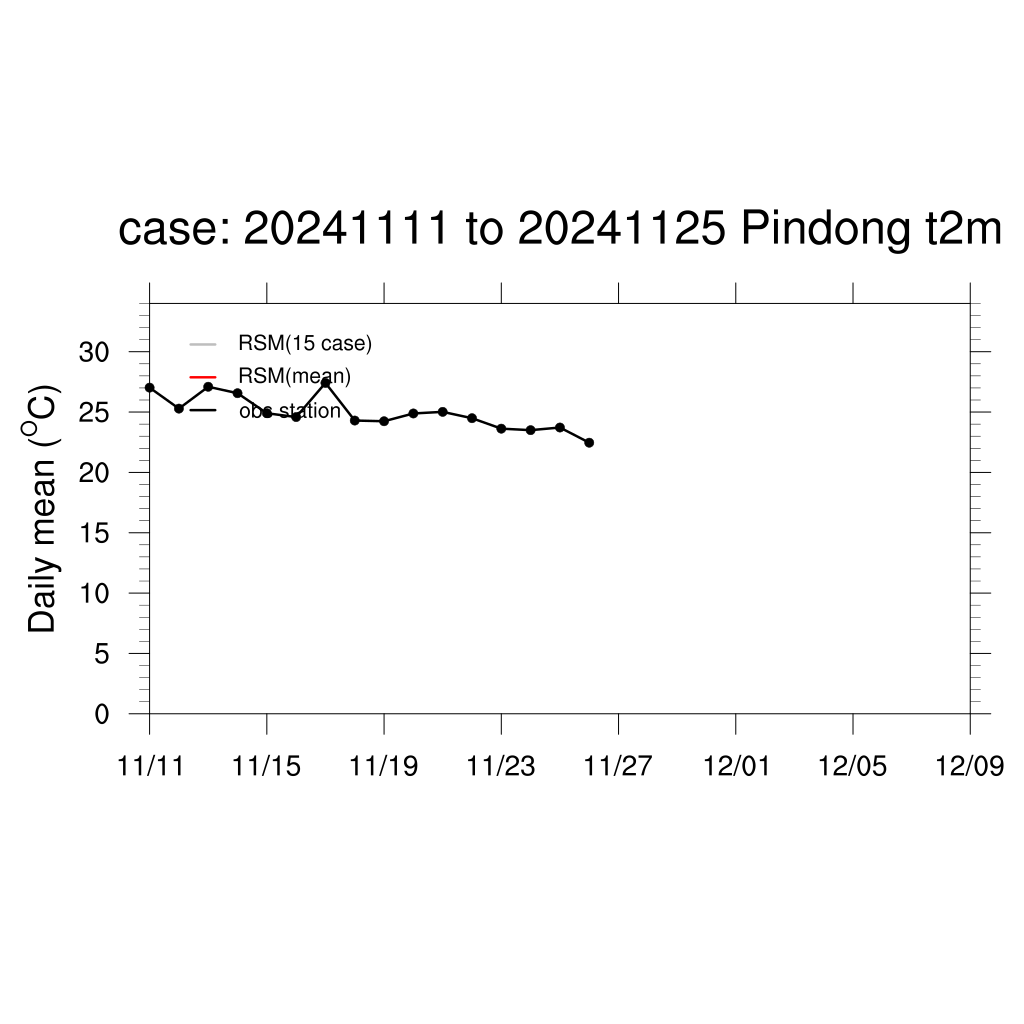 case: 20241111 to 20241125 Pindong t2m
Daily mean (°C)
30
25
20
15
10
5
0
RSM(15 case)
RSM(mean)
obs station
11/11 11/15 11/19 11/23 11/27 12/01 12/05 12/09